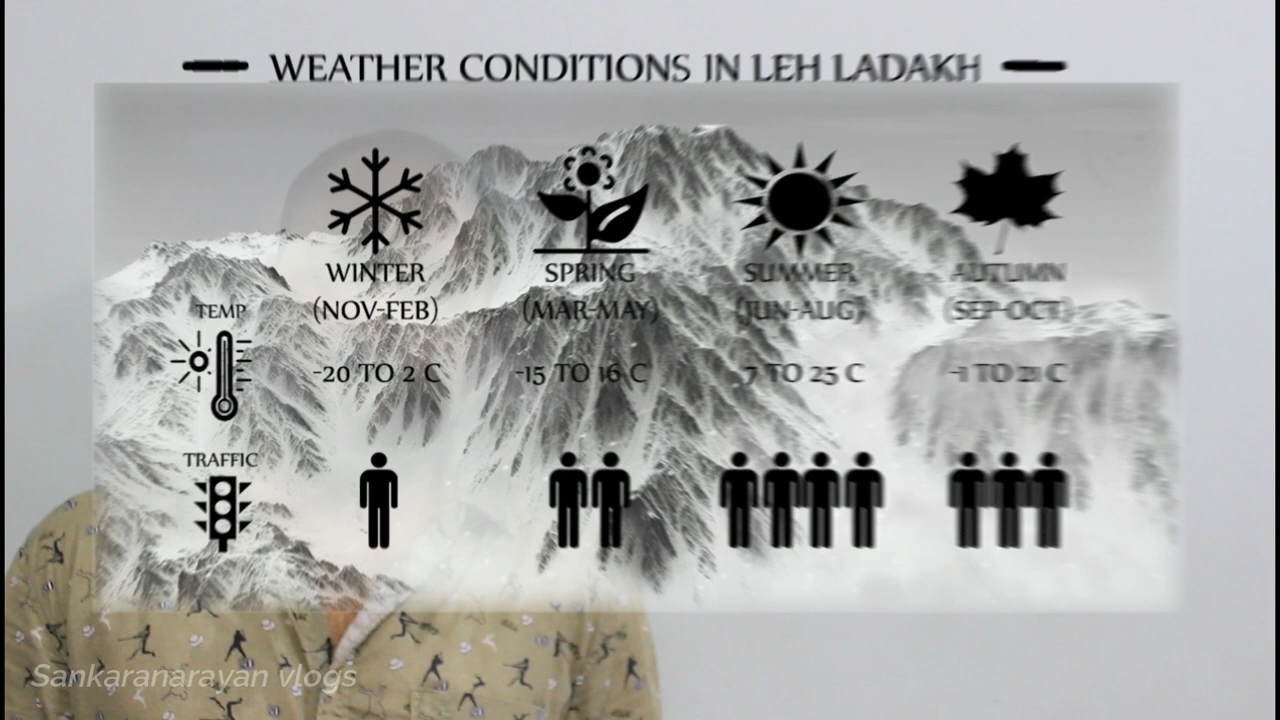 WEATHER CONDITIONS IN LEH LADAKH
WINTER SPRING SUMMER AUTUMN
(NOV-FEB) (MAR-MAY) (JUN-AUG) (SEP-OCT)
TEMP
-20 TO 2 C -15 TO 16 C 7 TO 25 C -1 TO 21 C
TRAFFIC
Sankaranarayan vlogs